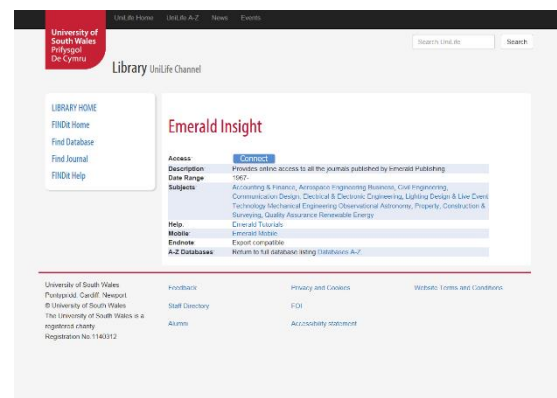 UniLife Home UniLife A-Z News Events
University of
South Wales
Prifysgol
De Cymru
Search UniLife Search
Library UniLife Channel
LIBRARY HOME
FINDit Home
Find Database
Find Journal
FINDit Help
Emerald Insight
Access Connect
Description Provides online access to all the journals published by Emerald Publishing
Date Range 1967-
Subjects Accounting & Finance, Aerospace Engineering Business, Civil Engineering,
Communication Design, Electrical & Electronic Engineering, Lighting Design & Live Event
Technology Mechanical Engineering Observational Astronomy, Property, Construction &
Surveying, Quality Assurance Renewable Energy
Help. Emerald Tutorials
Mobile Emerald Mobile
Endnote Export compatible
A-Z Databases Return to full database listing Databases A-Z
University of South Wales
Pontypridd. Cardiff. Newport
© University of South Wales
The University of South Wales is a
registered charity
Registration No. 1140312
Feedback Privacy and Cookies Website Terms and Conditions
Staff Directory FOI
Alumni Accessibility statement